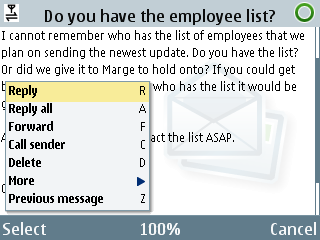 Do you have the employee list?
I cannot remember who has the list of employees that we
plan on sending the newest update. Do you have the list?
Or did we give it to Marge to hold onto? If you could get
who has the list it would be
Reply R
Reply all A
Forward F
Call sender C
act the list ASAP.
Delete D
More
Previous message Z
Select 100% Cancel